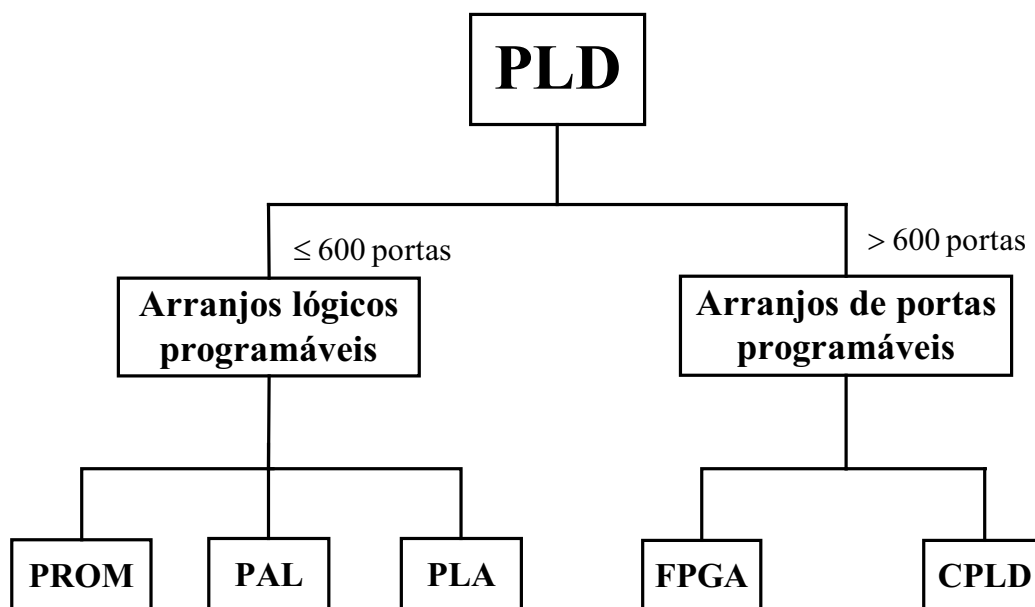 PLD
≤ 600 portas
> 600 portas
Arranjos lógicos
programáveis
Arranjos de portas
programáveis
PROM
PAL
PLA
FPGA
CPLD